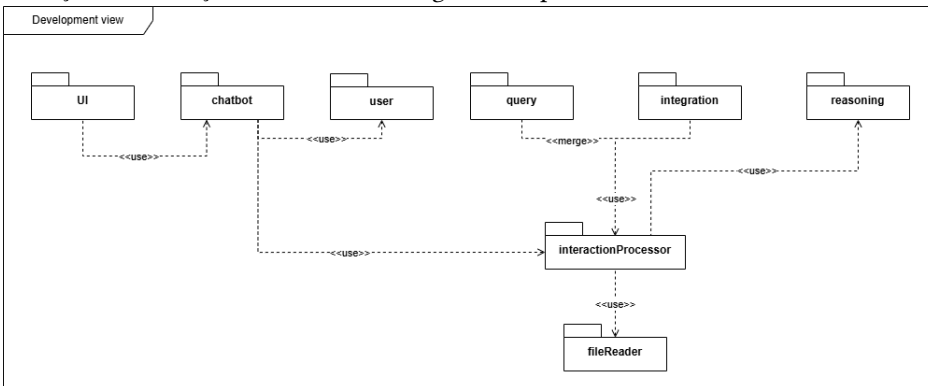 Development view
UI
chatbot
user
query
integration
reasoning
<<use>>
<<use>>
<<merge>>
<<use>>
<<use>>
<<use>>
interactionProcessor
<<use>>
fileReader